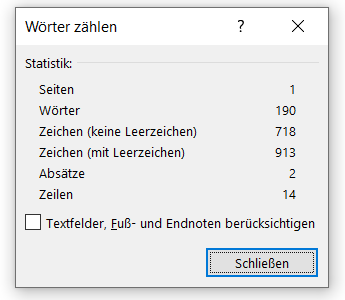 Wörter zählen
Statistik:
Seiten 1
Wörter 190
Zeichen (keine Leerzeichen) 718
Zeichen (mit Leerzeichen) 913
Absätze 2
Zeilen 14
Textfelder, Fuß- und Endnoten berücksichtigen
Schließen